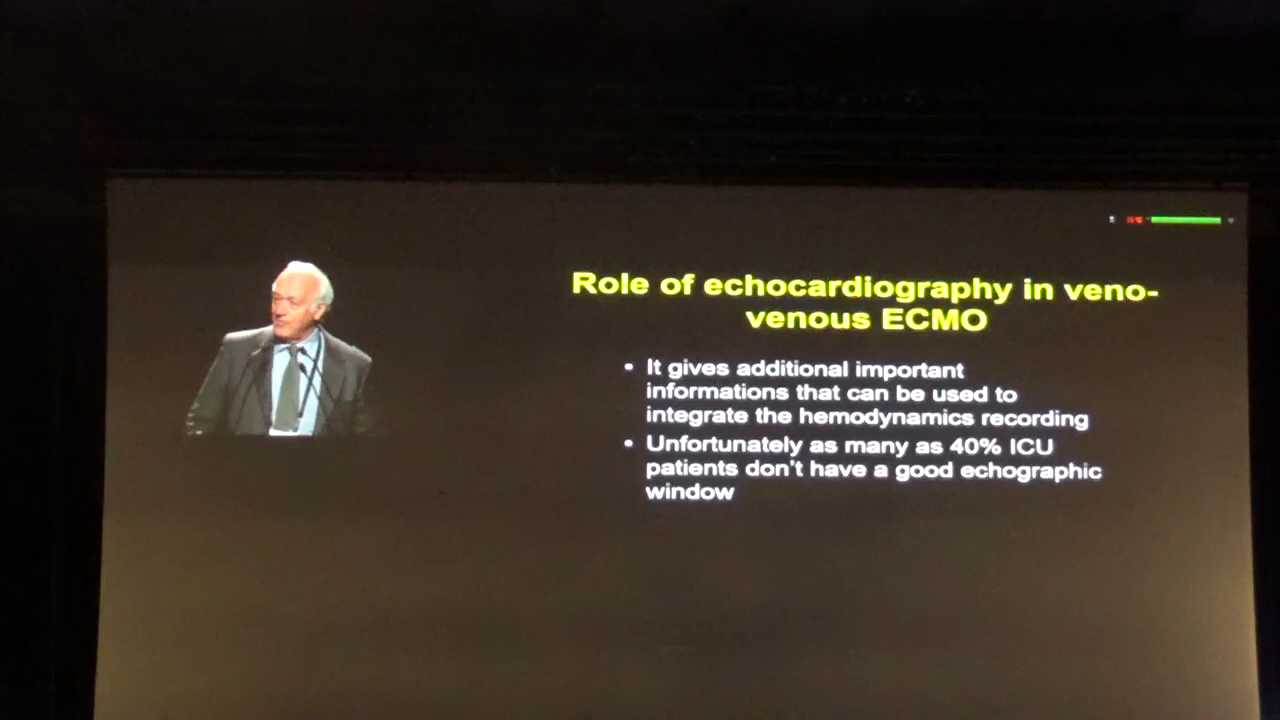 Role of echocardiography in veno-
venous ECMO
• It gives additional important
informations that can be used to
integrate the hemodynamics recording
• Unfortunately as many as 40% ICU
patients don't have a good echographic
window